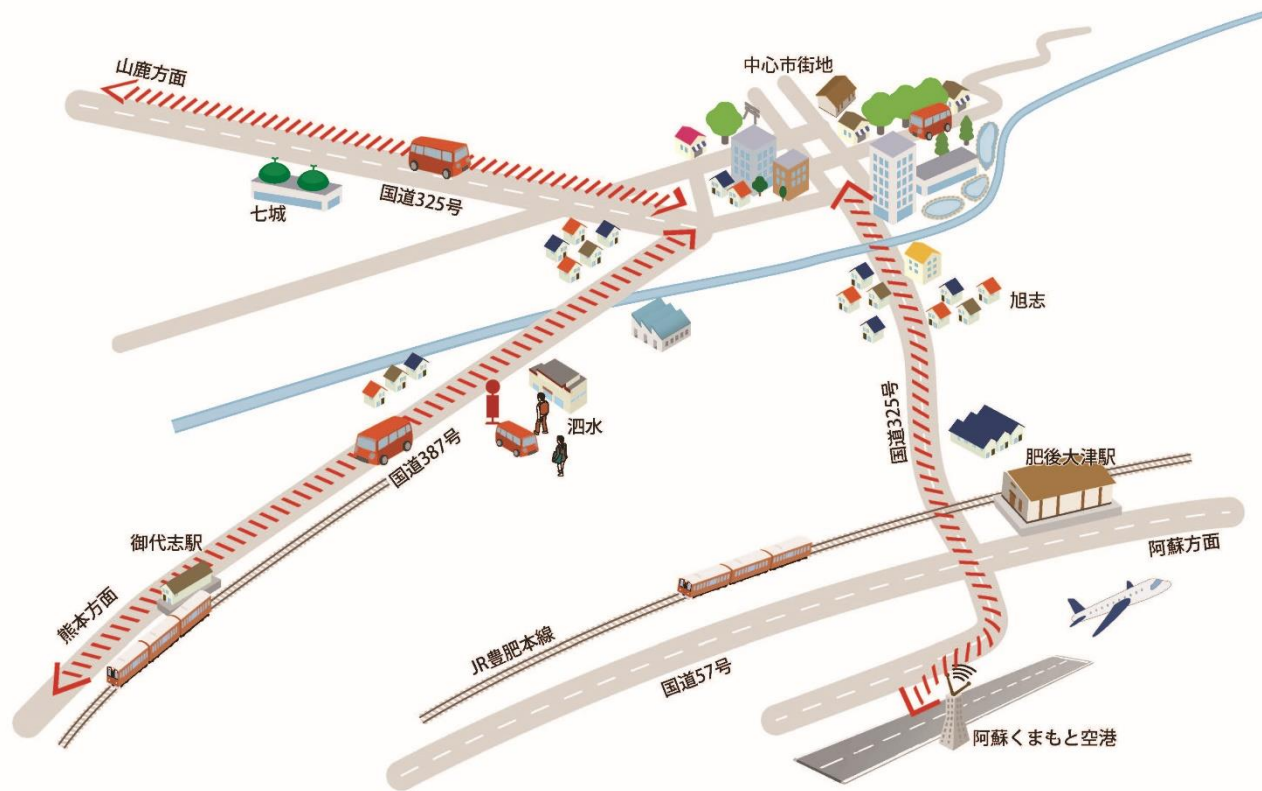 山鹿方面
中心市街地
国道325号
七城
旭志
国道325号
泗水
国道387号
肥後大津駅
御代志駅
阿蘇方面
熊本方面
JR豊肥本線
国道57号
阿蘇くまもと空港